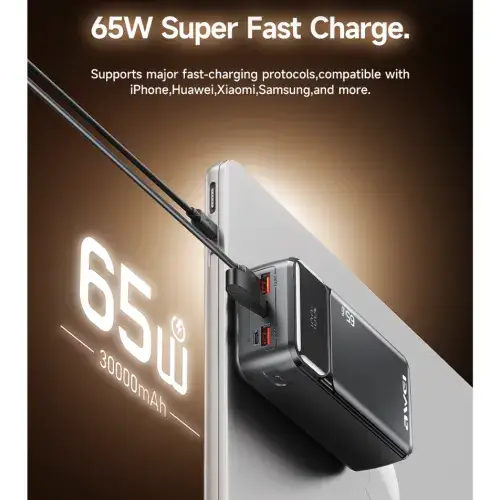 65W Super Fast Charge.
Supports major fast-charging protocols,compatible with
iPhone,Huawei,Xiaomi,Samsung,and more.
65W
30000mAh
awei